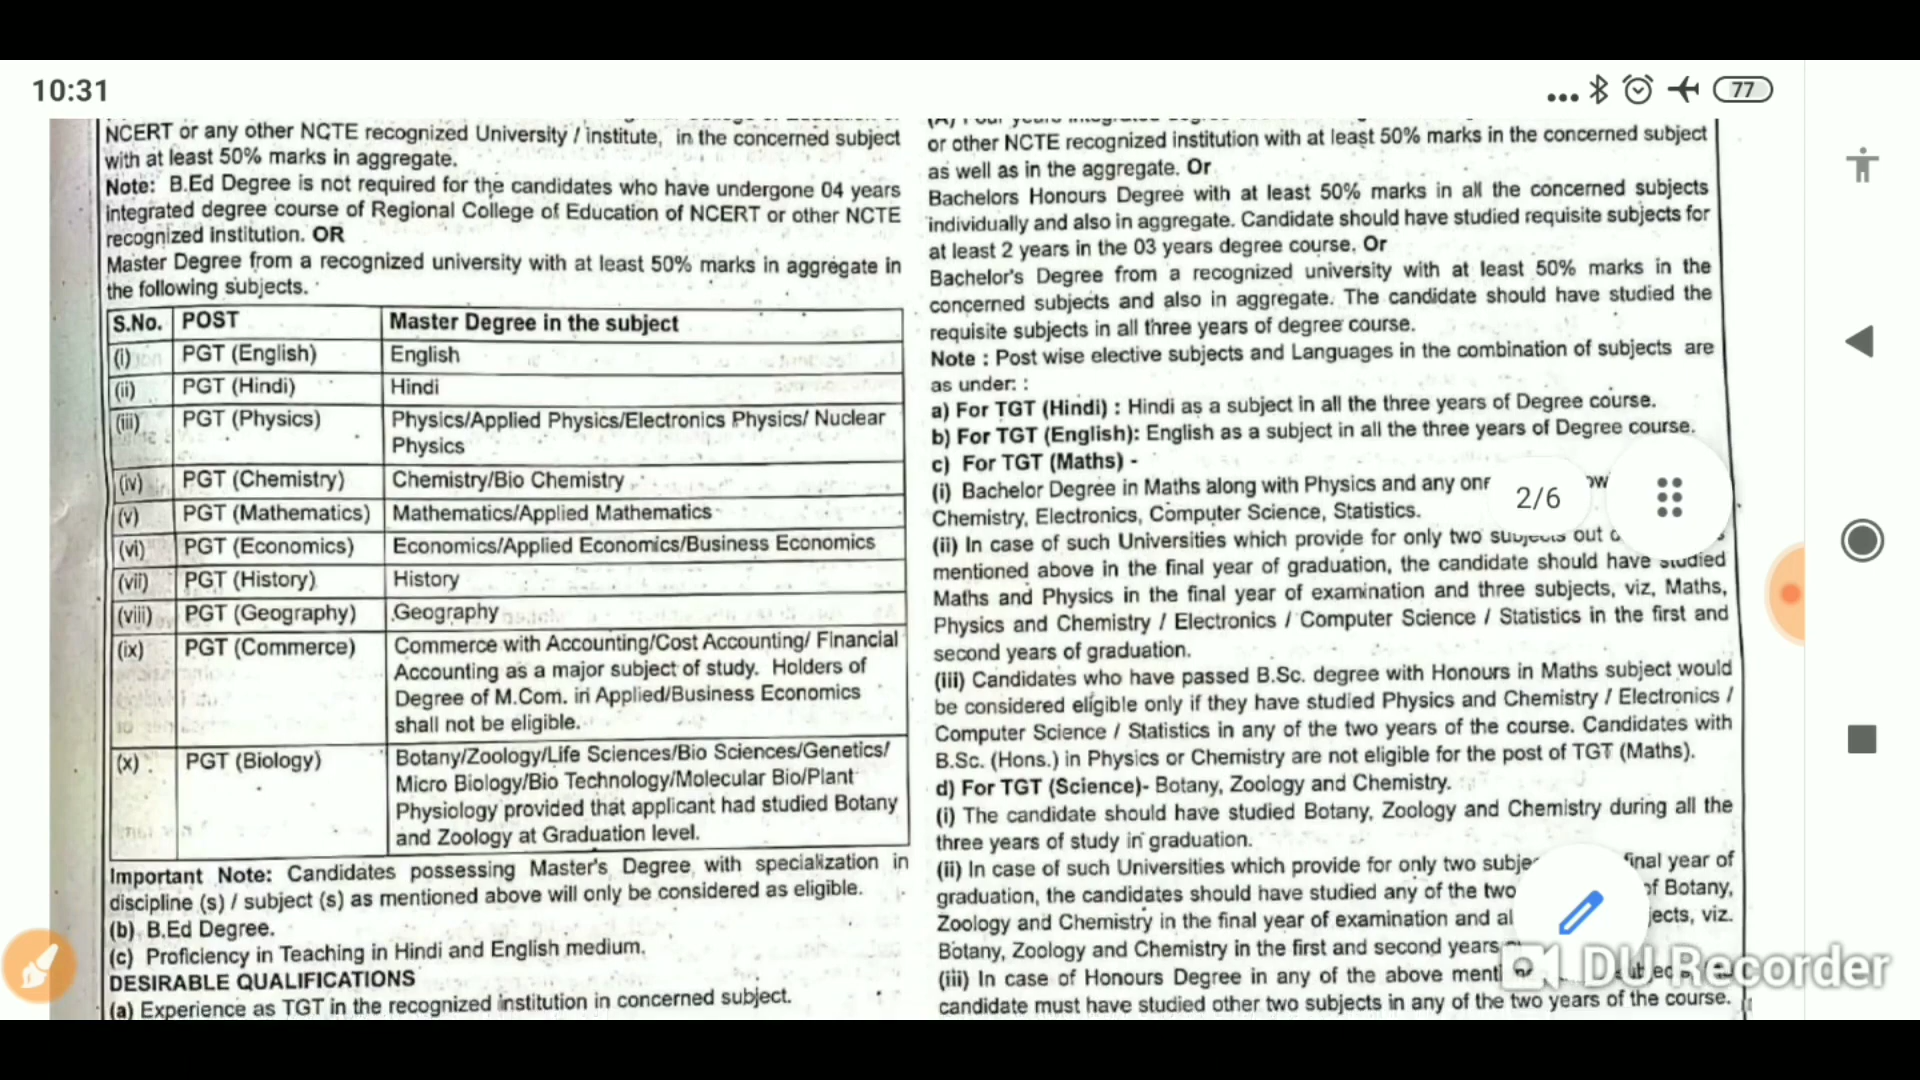 10:31
77
NCERT or any other NCTE recognized University / institute, in the concerned subject
with at least 50% marks in aggregate.
Note: B.Ed Degree is not required for the candidates who have undergone 04 years
integrated degree course of Regional College of Education of NCERT or other NCTE
recognized institution. OR
Master Degree from a recognized university with at least 50% marks in aggregate in
the following subjects.
S.No. POST Master Degree in the subject
(i) PGT (English) English
(ii) PGT (Hindi) Hindi
(iii) PGT (Physics) Physics/Applied Physics/Electronics Physics/ Nuclear
Physics
(iv) PGT (Chemistry) Chemistry/Bio Chemistry
(v) PGT (Mathematics) Mathematics/Applied Mathematics
(vi) PGT (Economics) Economics/Applied Economics/Business Economics
(vii) PGT (History) History
(viii) PGT (Geography) Geography
(ix) PGT (Commerce) Commerce with Accounting/Cost Accounting/ Financial
Accounting as a major subject of study. Holders of
Degree of M.Com. in Applied/Business Economics
shall not be eligible.
(x) PGT (Biology) Botany/Zoology/Life Sciences/Bio Sciences/Genetics/
Micro Biology/Bio Technology/Molecular Bio/Plant
Physiology provided that applicant had studied Botany
and Zoology at Graduation level.
Important Note: Candidates possessing Master's Degree with specialization in
discipline (s) / subject (s) as mentioned above will only be considered as eligible.
(b) B.Ed Degree.
(c) Proficiency in Teaching in Hindi and English medium.
DESIRABLE QUALIFICATIONS
(a) Experience as TGT in the recognized institution in concerned subject.
or other NCTE recognized institution with at least 50% marks in the concerned subject
as well as in the aggregate. Or
Bachelors Honours Degree with at least 50% marks in all the concerned subjects
individually and also in aggregate. Candidate should have studied requisite subjects for
at least 2 years in the 03 years degree course. Or
Bachelor's Degree from a recognized university with at least 50% marks in the
concerned subjects and also in aggregate. The candidate should have studied the
requisite subjects in all three years of degree course.
Note : Post wise elective subjects and Languages in the combination of subjects are
as under: :
a) For TGT (Hindi) : Hindi as a subject in all the three years of Degree course.
b) For TGT (English): English as a subject in all the three years of Degree course.
c) For TGT (Maths) -
(i) Bachelor Degree in Maths along with Physics and any one
Chemistry, Electronics, Computer Science, Statistics.
(ii) In case of such Universities which provide for only two subjects out
mentioned above in the final year of graduation, the candidate should have studied
Maths and Physics in the final year of examination and three subjects, viz, Maths,
Physics and Chemistry / Electronics / Computer Science / Statistics in the first and
second years of graduation.
(iii) Candidates who have passed B.Sc. degree with Honours in Maths subject would
be considered eligible only if they have studied Physics and Chemistry / Electronics /
Computer Science / Statistics in any of the two years of the course. Candidates with
B.Sc. (Hons.) in Physics or Chemistry are not eligible for the post of TGT (Maths).
d) For TGT (Science)- Botany, Zoology and Chemistry.
(i) The candidate should have studied Botany, Zoology and Chemistry during all the
three years of study in graduation.
(ii) In case of such Universities which provide for only two final year of
graduation, the candidates should have studied any of the two of Botany,
Zoology and Chemistry in the final year of examination and viz.
Botany, Zoology and Chemistry in the first and second years
(iii) In case of Honours Degree in any of the above
candidate must have studied other two subjects in any of the two years of the course.
2/6
DU Recorder